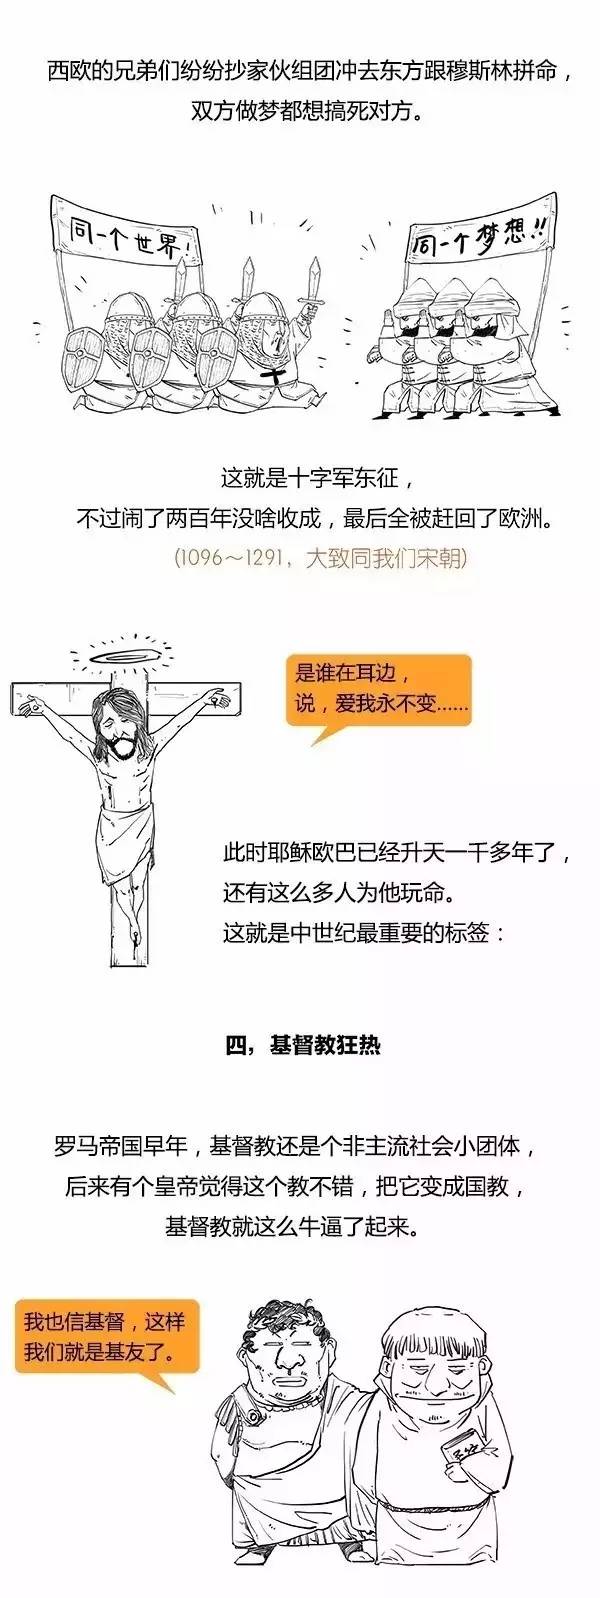 西欧的兄弟们纷纷抄家伙组团冲去东方跟穆斯林拼命，
双方做梦都想搞死对方。
同一个世界！
同一个梦想!!
这就是十字军东征，
不过闹了两百年没啥收成，最后全被赶回了欧洲。
(1096～1291，大致同我们宋朝)
是谁在耳边，
说，爱我永不变……
此时耶稣欧巴已经升天一千多年了，
还有这么多人为他玩命。
这就是中世纪最重要的标签：
四，基督教狂热
罗马帝国早年，基督教还是个非主流社会小团体，
后来有个皇帝觉得这个教不错，把它变成国教，
基督教就这么牛逼了起来。
我也信基督，这样
我们就是基友了。
圣经